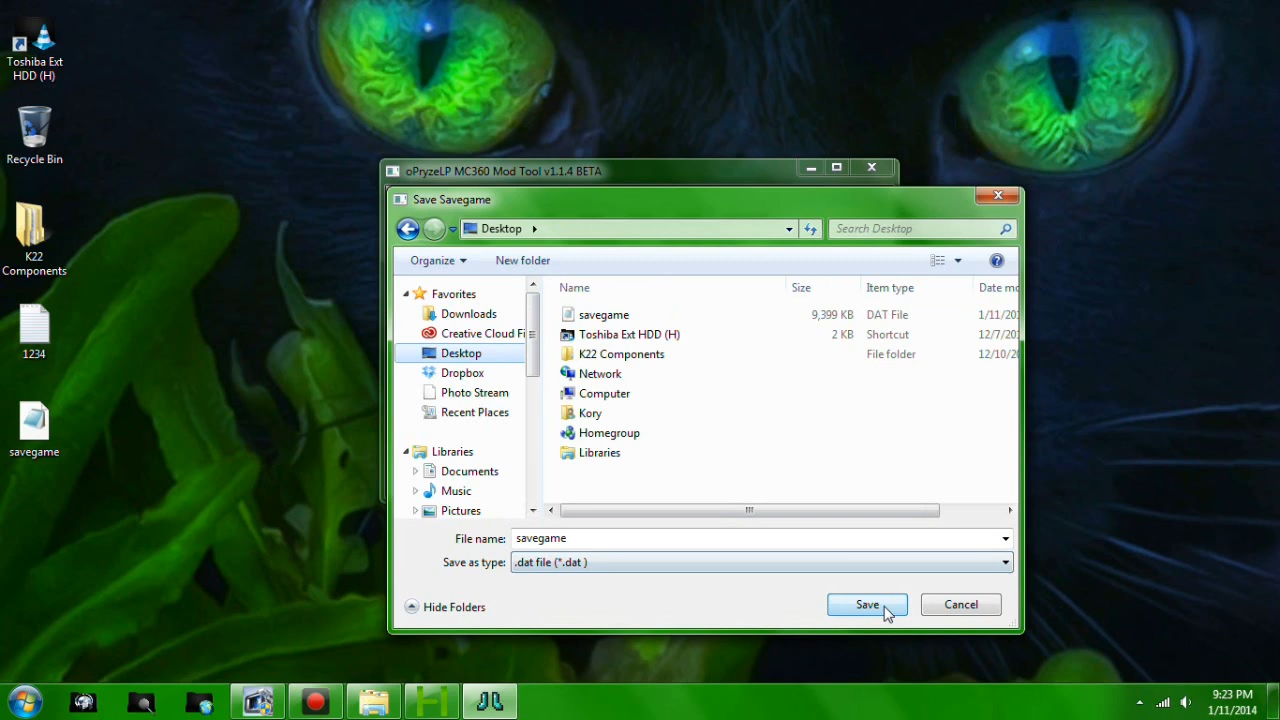 Toshiba Ext
HDD (H)
Recycle Bin
K22
Components
1234
savegame
oPryzeLP MC360 Mod Tool v1.1.4 BETA
Save Savegame
Desktop
Search Desktop
Organize
New folder
Favorites
Downloads
Creative Cloud Fi
Desktop
Dropbox
Photo Stream
Recent Places
Libraries
Documents
Music
Pictures
Name Size Item type Date mo
savegame 9,399 KB DAT File 1/11/201
Toshiba Ext HDD (H) 2 KB Shortcut 12/7/20
K22 Components File folder 12/10/20
Network
Computer
Kory
Homegroup
Libraries
File name: savegame
Save as type: .dat file (*.dat )
Hide Folders
Save
Cancel
9:23 PM
1/11/2014